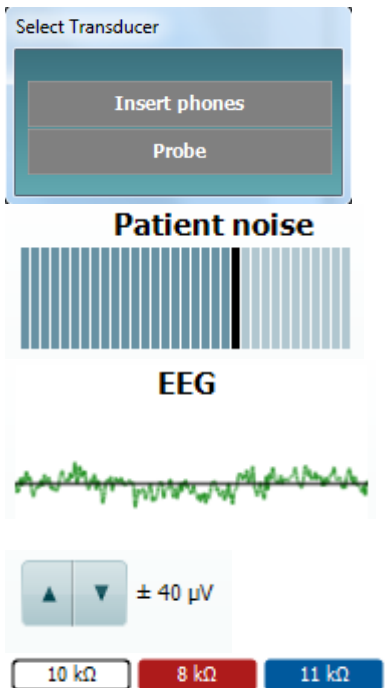 Select Transducer
Insert phones
Probe
Patient noise
EEG
± 40 µV
10 kΩ 8 kΩ 11 kΩ